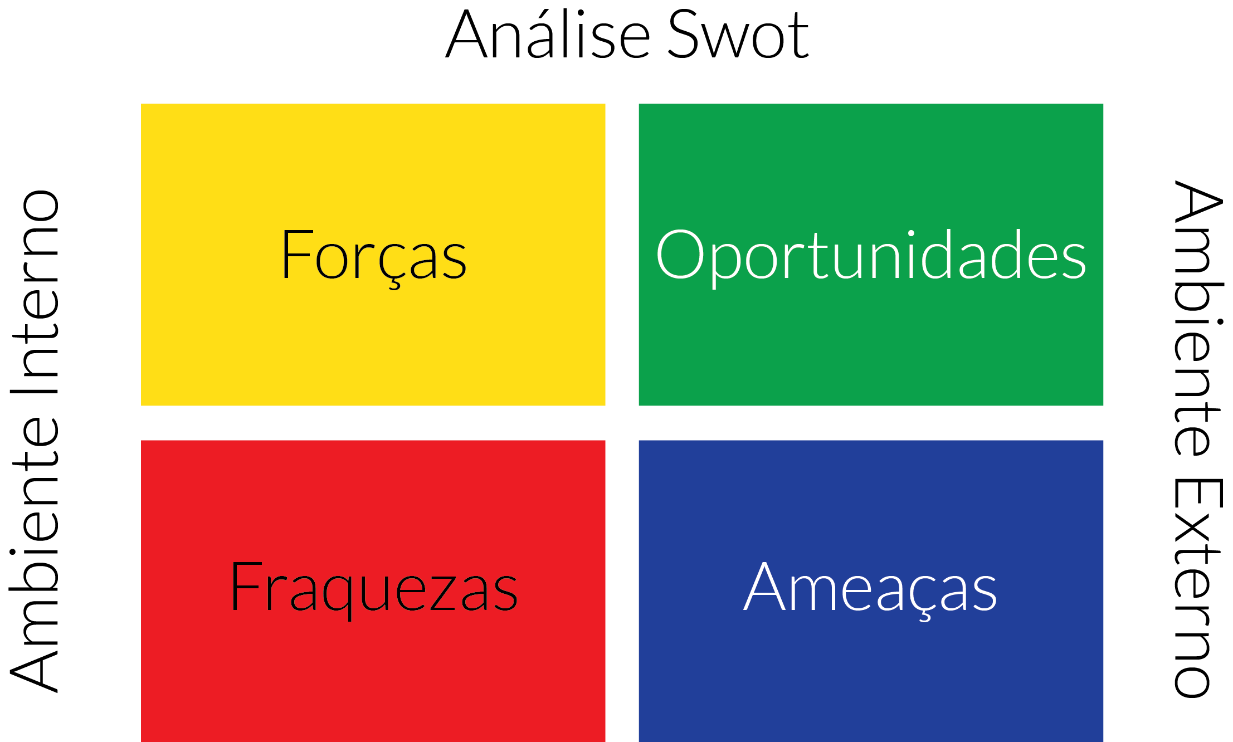 Análise Swot
Ambiente Interno
Forças
Oportunidades
Fraquezas
Ameaças
Ambiente Externo